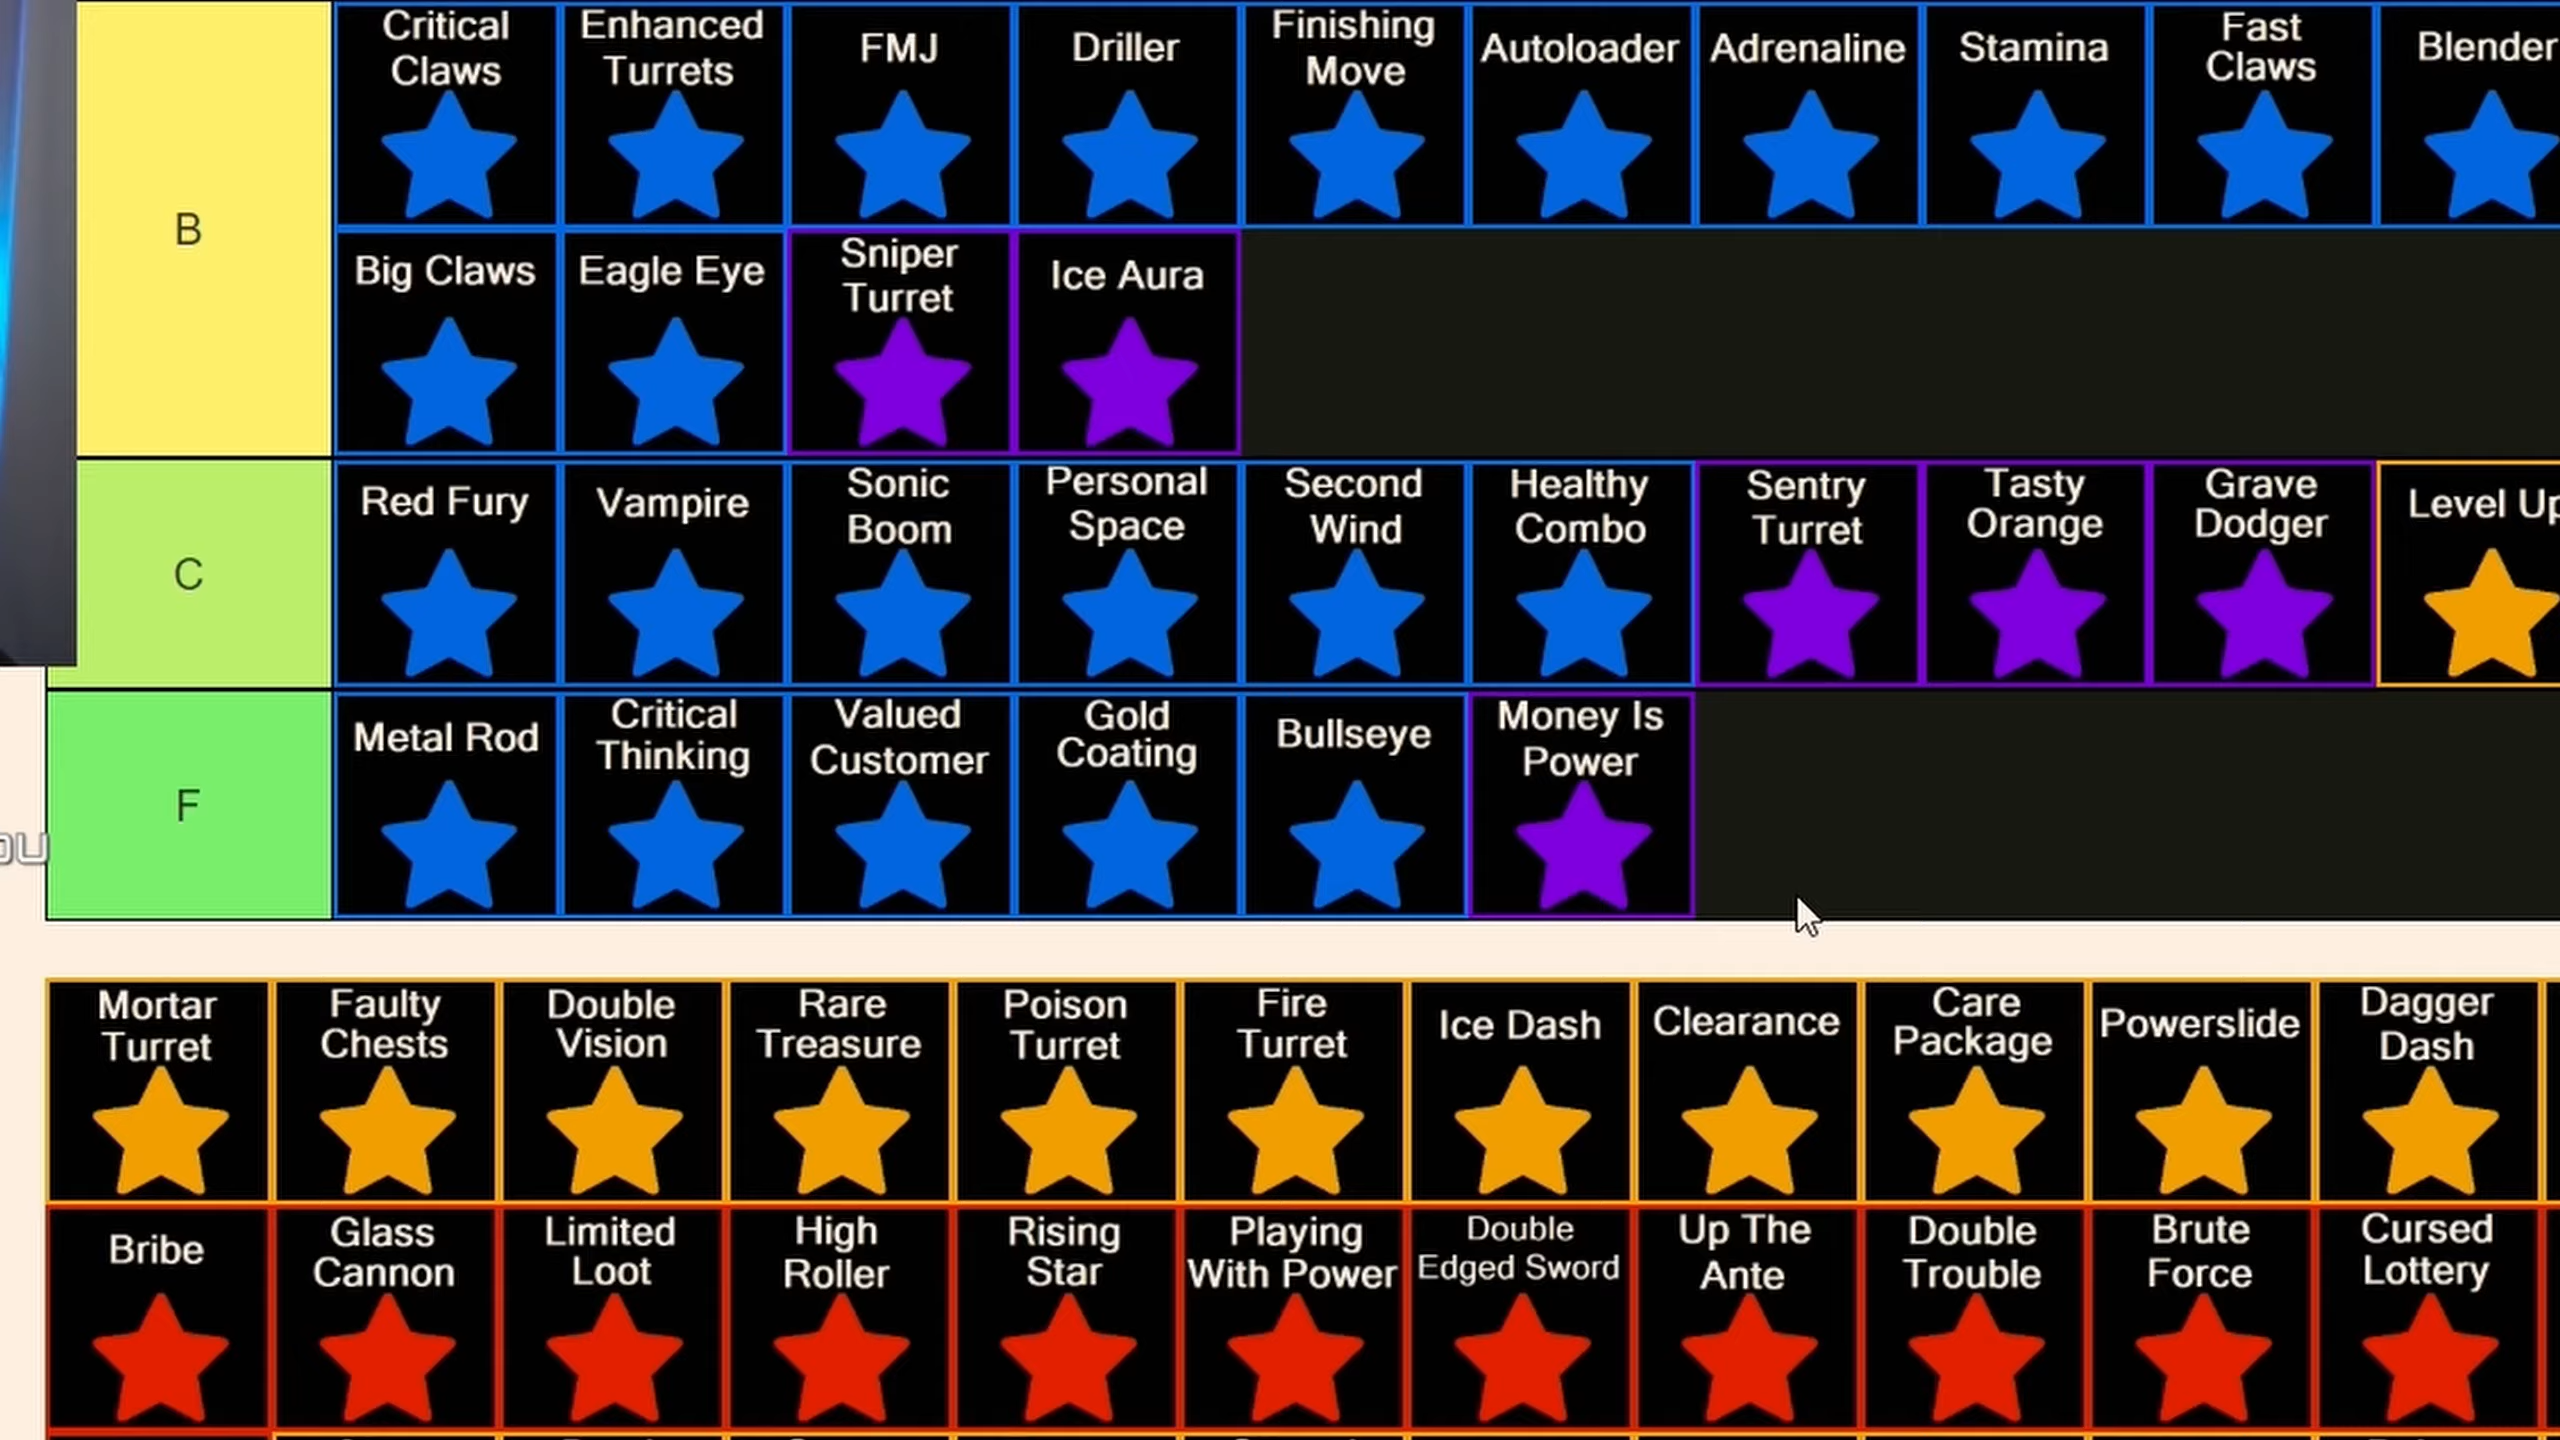 B
Critical
Claws
Enhanced
Turrets
FMJ
Driller
Finishing
Move
Autoloader
Adrenaline
Stamina
Fast
Claws
Blender
Big Claws
Eagle Eye
Sniper
Turret
Ice Aura
C
Red Fury
Vampire
Sonic
Boom
Personal
Space
Second
Wind
Healthy
Combo
Sentry
Turret
Tasty
Orange
Grave
Dodger
Level Up
F
Metal Rod
Critical
Thinking
Valued
Customer
Gold
Coating
Bullseye
Money Is
Power
ou
Mortar
Turret
Faulty
Chests
Double
Vision
Rare
Treasure
Poison
Turret
Fire
Turret
Ice Dash
Clearance
Care
Package
Powerslide
Dagger
Dash
Bribe
Glass
Cannon
Limited
Loot
High
Roller
Rising
Star
Playing
With Power
Double
Edged Sword
Up The
Ante
Double
Trouble
Brute
Force
Cursed
Lottery